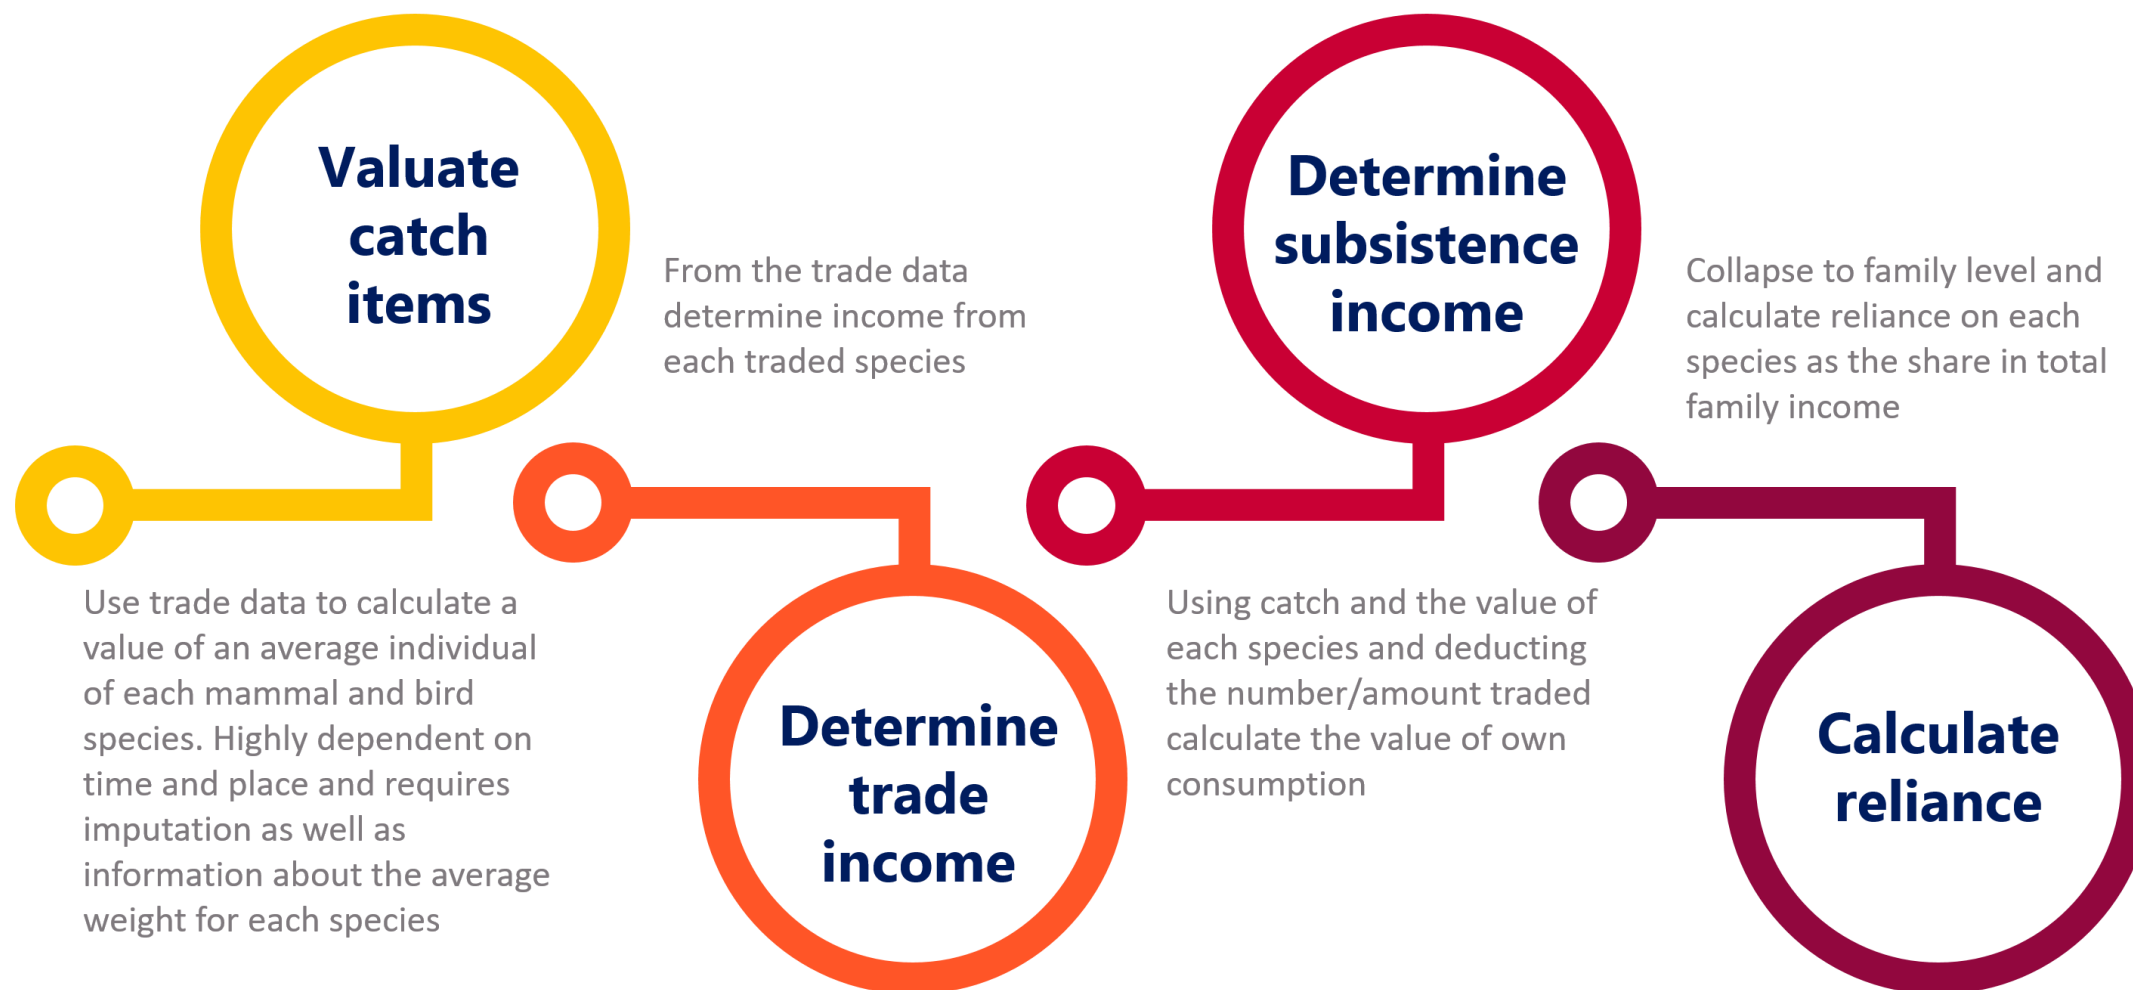 Valuate
catch
items
Use trade data to calculate a
value of an average individual
of each mammal and bird
species. Highly dependent on
time and place and requires
imputation as well as
information about the average
weight for each species
From the trade data
determine income from
each traded species
Determine
trade
income
Determine
subsistence
income
Using catch and the value of
each species and deducting
the number/amount traded
calculate the value of own
consumption
Collapse to family level and
calculate reliance on each
species as the share in total
family income
Calculate
reliance